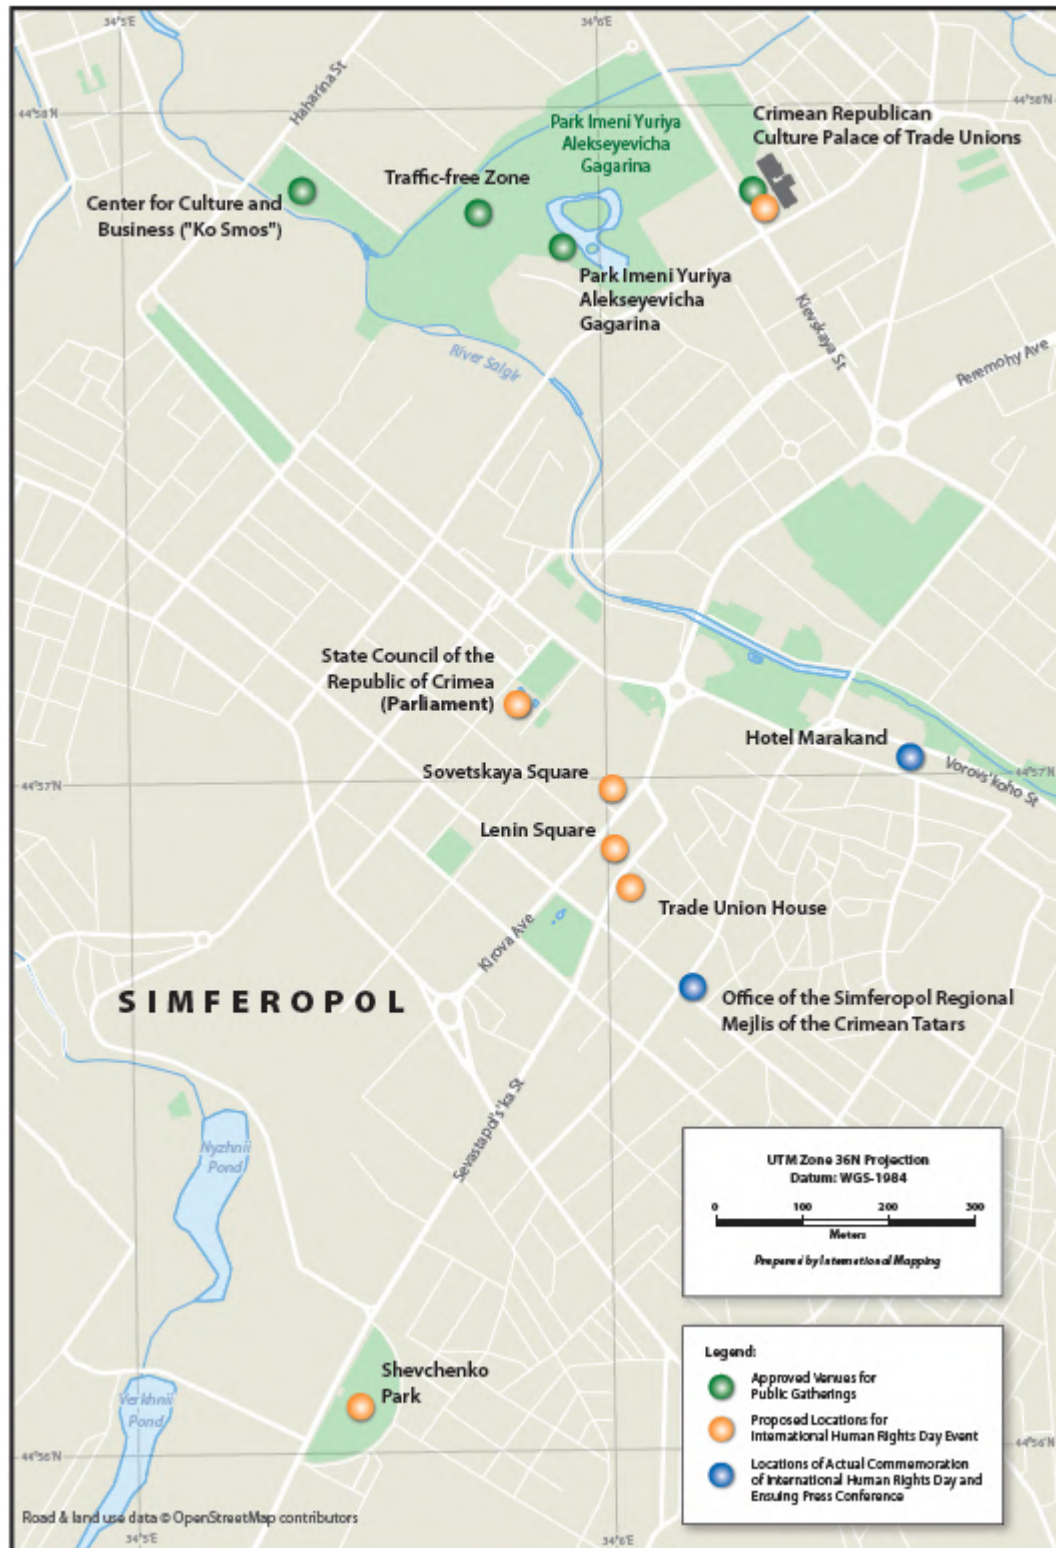 34°5'E
34°6'E
44°58'N
44°58'N
Haharina St
Park Imeni Yuriya
Alekseyevicha
Gagarina
Crimean Republican
Culture Palace of Trade Unions
Traffic-free Zone
Center for Culture and
Business ("Ko Smos")
Park Imeni Yuriya
Alekseyevicha
Gagarina
Kievskaya St
River Salgir
Peremohy Ave
State Council of the
Republic of Crimea
(Parliament)
Hotel Marakand
Sovetskaya Square
Vorovs'koho St
44°57'N
44°57'N
Lenin Square
Trade Union House
Kirova Ave
SIMFEROPOL
Office of the Simferopol Regional
Mejlis of the Crimean Tatars
Sevastapol's'ka St
Nyzhnii
Pond
UTM Zone 36N Projection
Datum: WGS-1984
0 100 200 300
Meters
Prepared by International Mapping
Shevchenko
Park
Verkhnii
Pond
Legend:
Approved Venues for
Public Gatherings
Proposed Locations for
International Human Rights Day Event
Locations of Actual Commemoration
of International Human Rights Day and
Ensuing Press Conference
44°56'N
44°56'N
Road & land use data © OpenStreetMap contributors
34°5'E
34°6'E